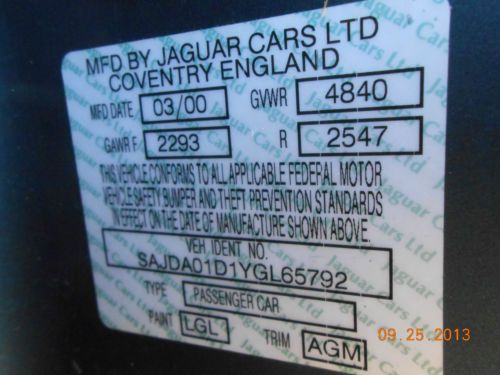 MFD BY JAGUAR CARS LTD
COVENTRY ENGLAND
MFD DATE 03/00 GVWR 4840
GAWR F 2293 R 2547
THIS VEHICLE CONFORMS TO ALL APPLICABLE FEDERAL MOTOR
VEHICLE SAFETY BUMPER AND THEFT PREVENTION STANDARDS
IN EFFECT ON THE DATE OF MANUFACTURE SHOWN ABOVE.
VEH. IDENT NO.
SAJDA01D1YGL65792
TYPE PASSENGER CAR
PAINT LGL TRIM AGM
09.25.2013